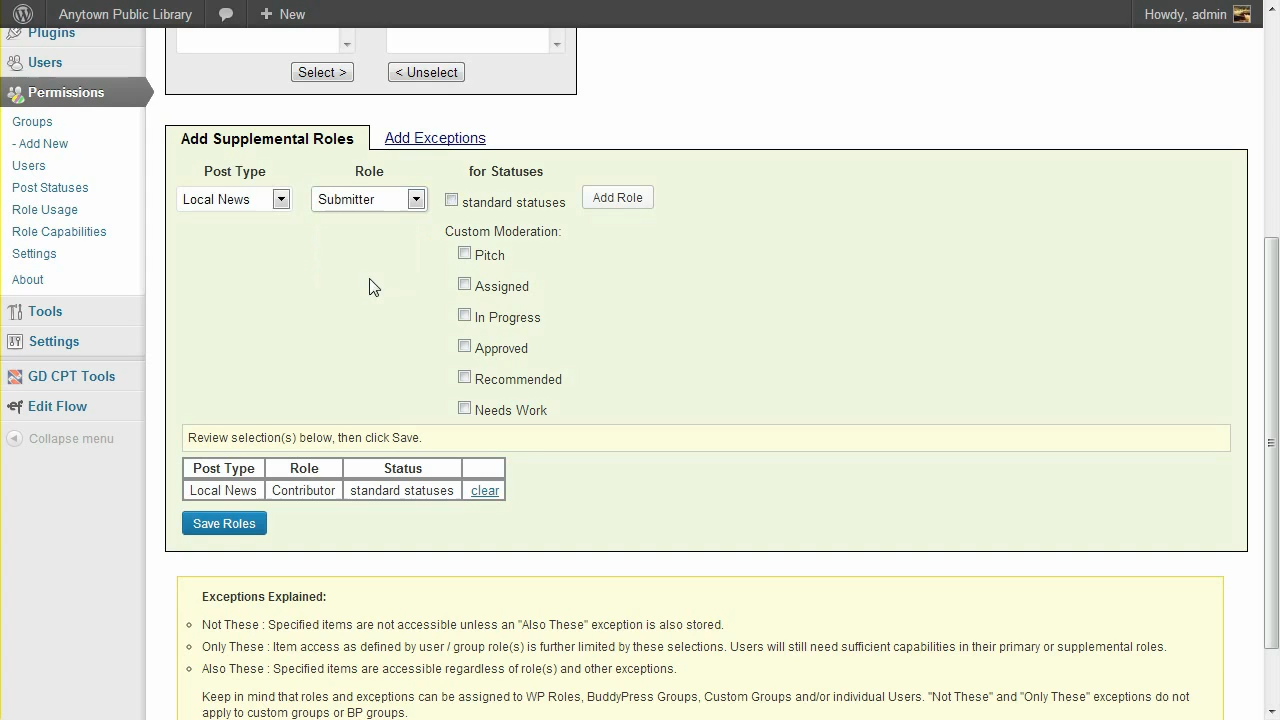 Anytown Public Library
New
Howdy, admin
Plugins
Users
Permissions
Groups
- Add New
Users
Post Statuses
Role Usage
Role Capabilities
Settings
About
Tools
Settings
GD CPT Tools
Edit Flow
Collapse menu
Select >
< Unselect
Add Supplemental Roles
Add Exceptions
Post Type
Role
for Statuses
Local News
Submitter
standard statuses
Add Role
Custom Moderation:
Pitch
Assigned
In Progress
Approved
Recommended
Needs Work
Review selection(s) below, then click Save.
Post Type Role Status
Local News Contributor standard statuses clear
Save Roles
Exceptions Explained:
Not These : Specified items are not accessible unless an "Also These" exception is also stored.
Only These : Item access as defined by user / group role(s) is further limited by these selections. Users will still need sufficient capabilities in their primary or supplemental roles.
Also These : Specified items are accessible regardless of role(s) and other exceptions.
Keep in mind that roles and exceptions can be assigned to WP Roles, BuddyPress Groups, Custom Groups and/or individual Users. "Not These" and "Only These" exceptions do not
apply to custom groups or BP groups.